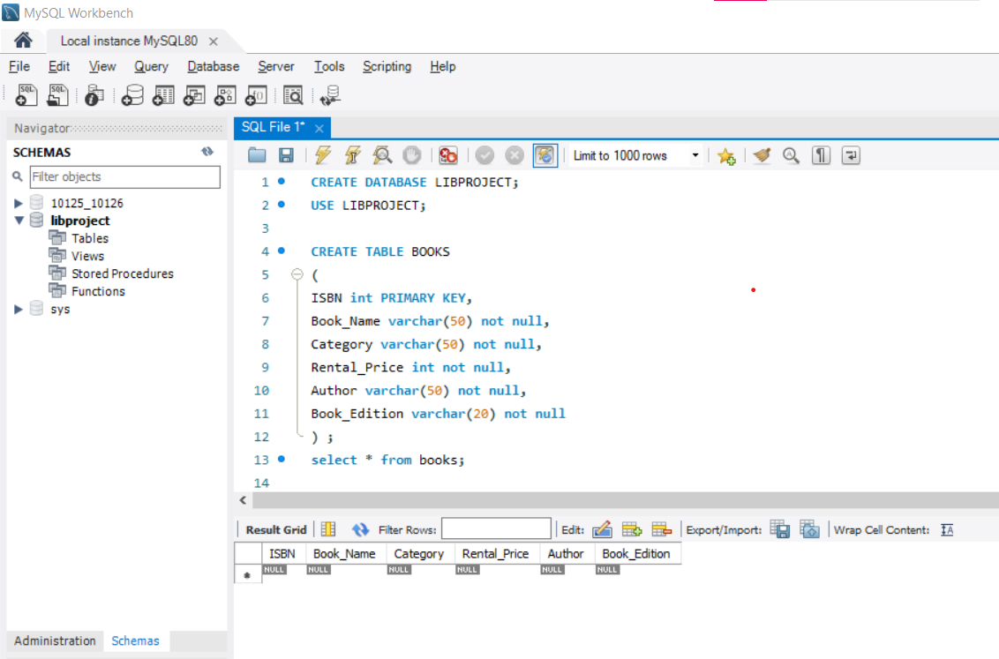 MySQL Workbench
Local instance MySQL80
File Edit View Query Database Server Tools Scripting Help
SQL SQL
Navigator
SCHEMAS
Filter objects
10125_10126
libproject
Tables
Views
Stored Procedures
Functions
sys
Administration Schemas
SQL File 1*
Limit to 1000 rows
1 CREATE DATABASE LIBPROJECT;
2 USE LIBPROJECT;
3
4 CREATE TABLE BOOKS
5 (
6 ISBN int PRIMARY KEY,
7 Book_Name varchar(50) not null,
8 Category varchar(50) not null,
9 Rental_Price int not null,
10 Author varchar(50) not null,
11 Book_Edition varchar(20) not null
12 ) ;
13 select * from books;
14
Result Grid Filter Rows: Edit: Export/Import: Wrap Cell Content: IA
ISBN Book_Name Category Rental_Price Author Book_Edition
* NULL NULL NULL NULL NULL NULL